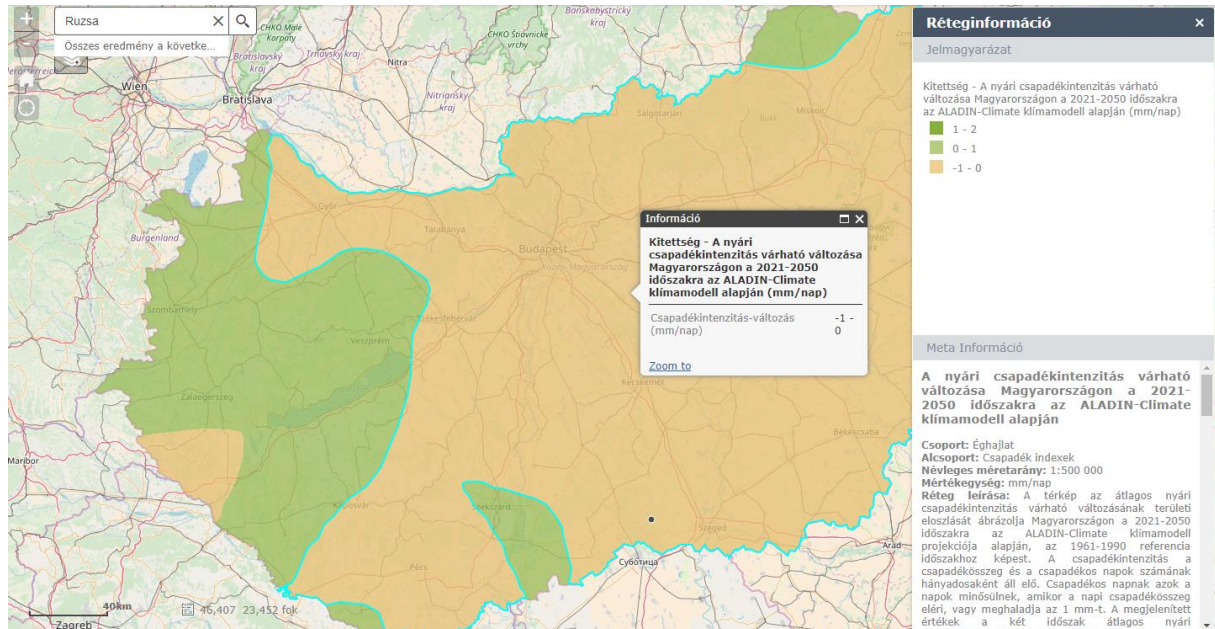 Ruzsa
Összes eredmény a követke...
CHKO Male
Karpaty
Banskobystrický
kraj
CHKO Štiavnické
vrchy
Bratislavský
kraj
Trnavský kraj
Nitra
Nitriansky
kraj
Wien
Bratislava
Salgótarján
Bükk
Miskolc
Győr
Tatabánya
Burgenland
Budapest
Közép-Magyarország
Szombathely
Székesfehérvár
Veszprém
Zalaegerszeg
Kecskemét
Békéscsaba
Maribor
Kaposvár
Szekszárd
Szeged
Pécs
Суботица
Arad
Zagreb
40km
46,407 23,452 fok
Információ
Kitettség - A nyári
csapadékintenzitás várható változása
Magyarországon a 2021-2050
időszakra az ALADIN-Climate
klímamodell alapján (mm/nap)
Csapadékintenzitás-változás -1 -
(mm/nap) 0
Zoom to
Réteginformáció
Jelmagyarázat
Kitettség - A nyári csapadékintenzitás várható
változása Magyarországon a 2021-2050 időszakra
az ALADIN-Climate klímamodell alapján (mm/nap)
1 - 2
0 - 1
-1 - 0
Meta Információ
A nyári csapadékintenzitás várható
változása Magyarországon a 2021-
2050 időszakra az ALADIN-Climate
klímamodell alapján
Csoport: Éghajlat
Alcsoport: Csapadék indexek
Névleges méretarány: 1:500 000
Mértékegység: mm/nap
Réteg leírása: A térkép az átlagos nyári
csapadékintenzitás várható változásának területi
eloszlását ábrázolja Magyarországon a 2021-2050
időszakra az ALADIN-Climate klímamodell
projekciója alapján, az 1961-1990 referencia
időszakhoz képest. A csapadékintenzitás a
csapadékösszeg és a csapadékos napok számának
hányadosaként áll elő. Csapadékos napnak azok a
napok minősülnek, amikor a napi csapadékösszeg
eléri, vagy meghaladja az 1 mm-t. A megjelenített
értékek a két időszak átlagos nyári